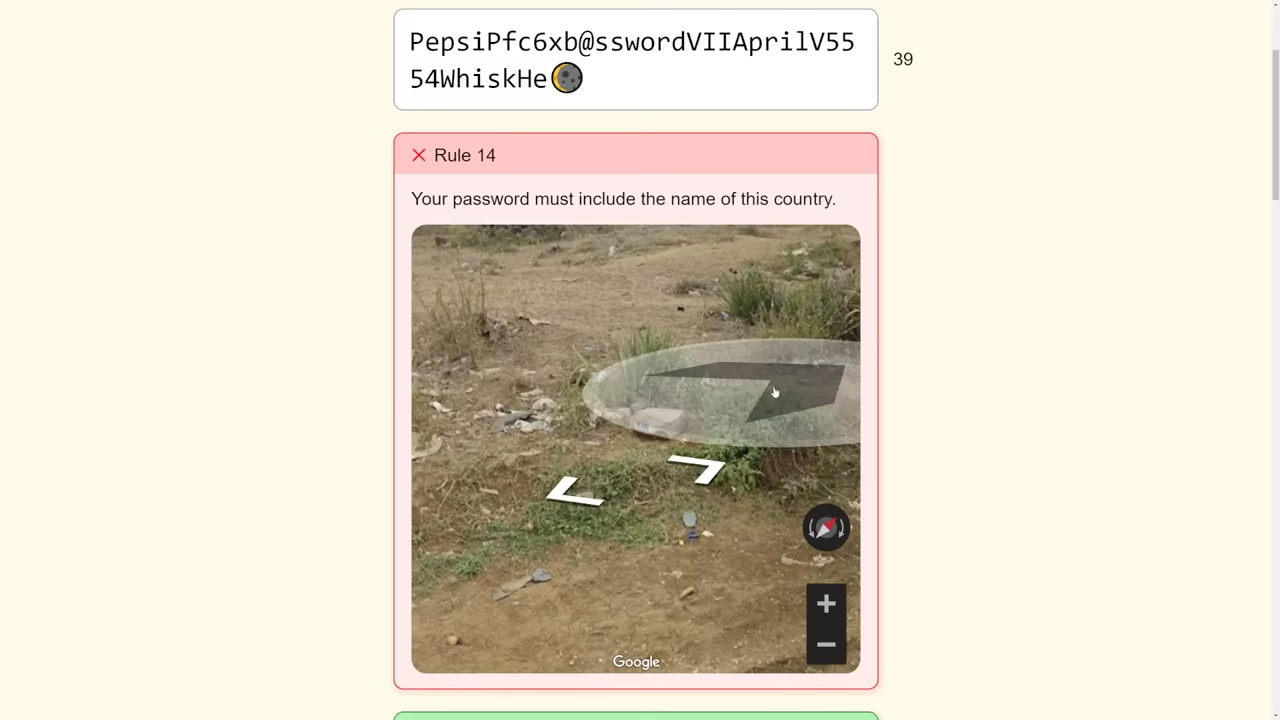 PepsiPfc6xb@sswordVIIAprilV55
54WhiskHe🌘
39
Rule 14
Your password must include the name of this country.
Google